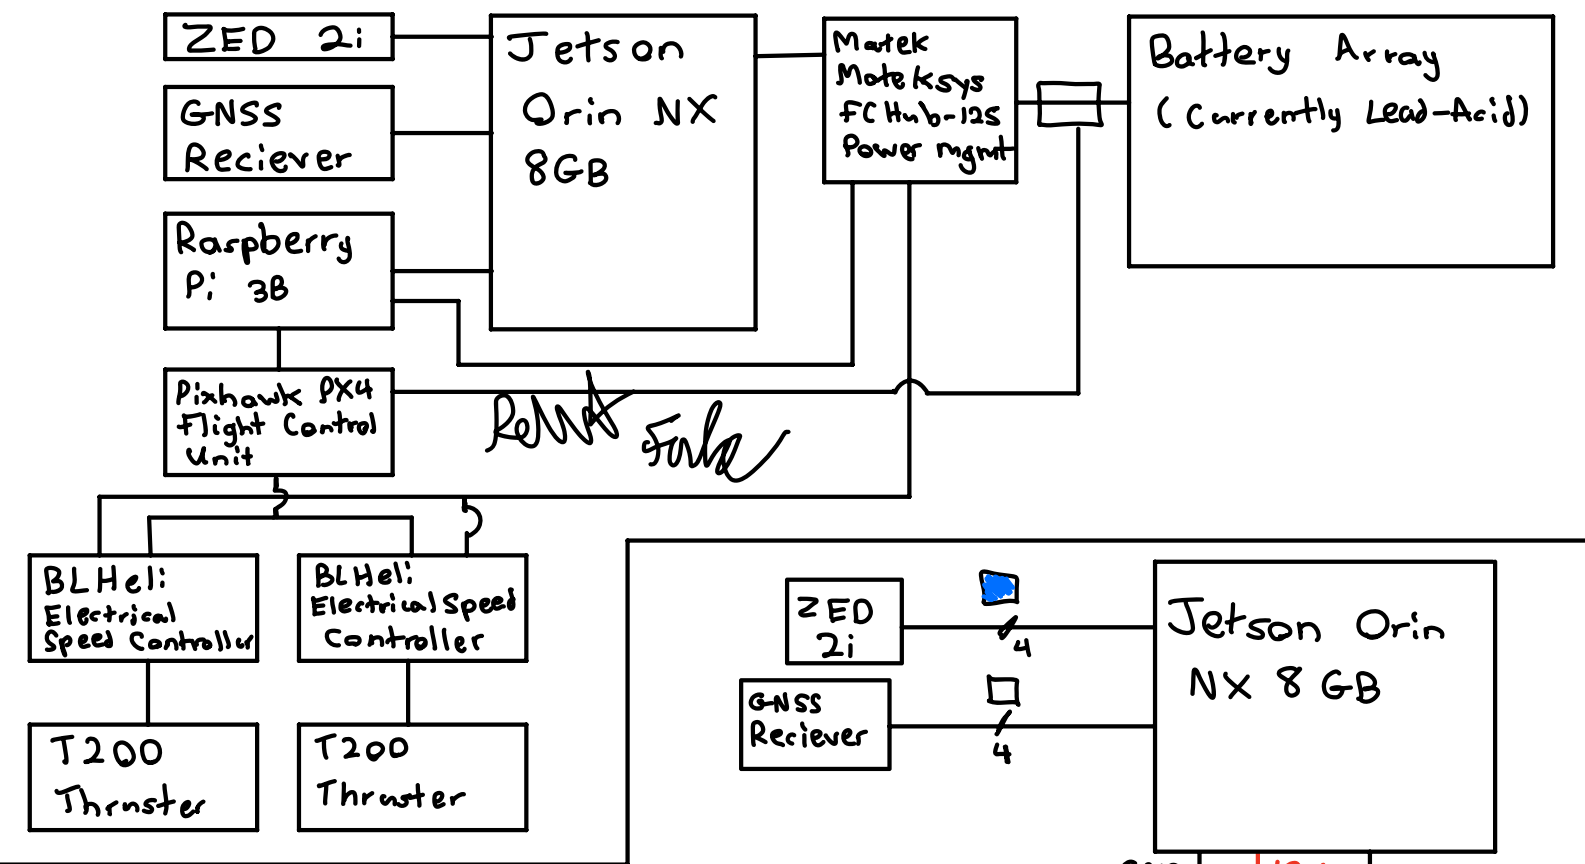 ZED 2i
GNSS
Reciever
Raspberry
Pi 3B
Pixhawk PX4
Flight Control
Unit
Jetson
Orin NX
8GB
Matek
Mateksys
FCHub-12S
Power mgmt
Battery Array
(Currently Lead-Acid)
BLHeli
Electrical
Speed Controller
BLHeli
Electrical Speed
Controller
T200
Thruster
T200
Thruster
ZED
2i
4
GNSS
Reciever
4
Jetson Orin
NX 8 GB